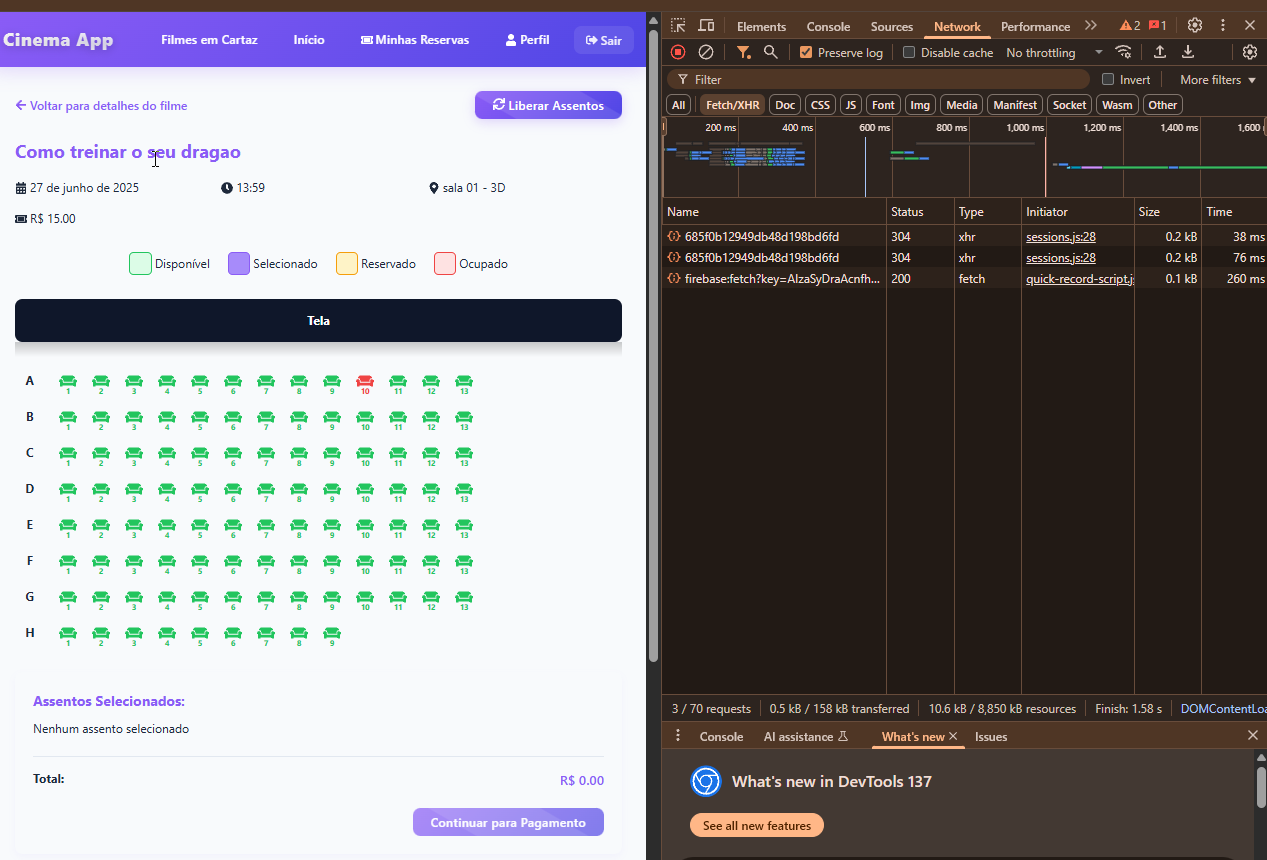 Cinema App
Filmes em Cartaz
Início
Minhas Reservas
Perfil
Sair
Voltar para detalhes do filme
Liberar Assentos
Como treinar o seu dragao
27 de junho de 2025
13:59
sala 01 - 3D
R$ 15.00
Disponível
Selecionado
Reservado
Ocupado
Tela
A
1 2 3 4 5 6 7 8 9 10 11 12 13
B
1 2 3 4 5 6 7 8 9 10 11 12 13
C
1 2 3 4 5 6 7 8 9 10 11 12 13
D
1 2 3 4 5 6 7 8 9 10 11 12 13
E
1 2 3 4 5 6 7 8 9 10 11 12 13
F
1 2 3 4 5 6 7 8 9 10 11 12 13
G
1 2 3 4 5 6 7 8 9 10 11 12 13
H
1 2 3 4 5 6 7 8 9
Assentos Selecionados:
Nenhum assento selecionado
Total:
R$ 0.00
Continuar para Pagamento
Elements
Console
Sources
Network
Performance
2
1
Preserve log
Disable cache
No throttling
Filter
Invert
More filters
All
Fetch/XHR
Doc
CSS
JS
Font
Img
Media
Manifest
Socket
Wasm
Other
200 ms
400 ms
600 ms
800 ms
1,000 ms
1,200 ms
1,400 ms
1,600
Name Status Type Initiator Size Time
685f0b12949db48d198bd6fd 304 xhr sessions.js:28 0.2 kB 38 ms
685f0b12949db48d198bd6fd 304 xhr sessions.js:28 0.2 kB 76 ms
firebase:fetch?key=AIzaSyDraAcnfh... 200 fetch quick-record-script.j 0.1 kB 260 ms
3 / 70 requests
0.5 kB / 158 kB transferred
10.6 kB / 8,850 kB resources
Finish: 1.58 s
DOMContentLoa
Console
AI assistance
What's new
Issues
What's new in DevTools 137
See all new features